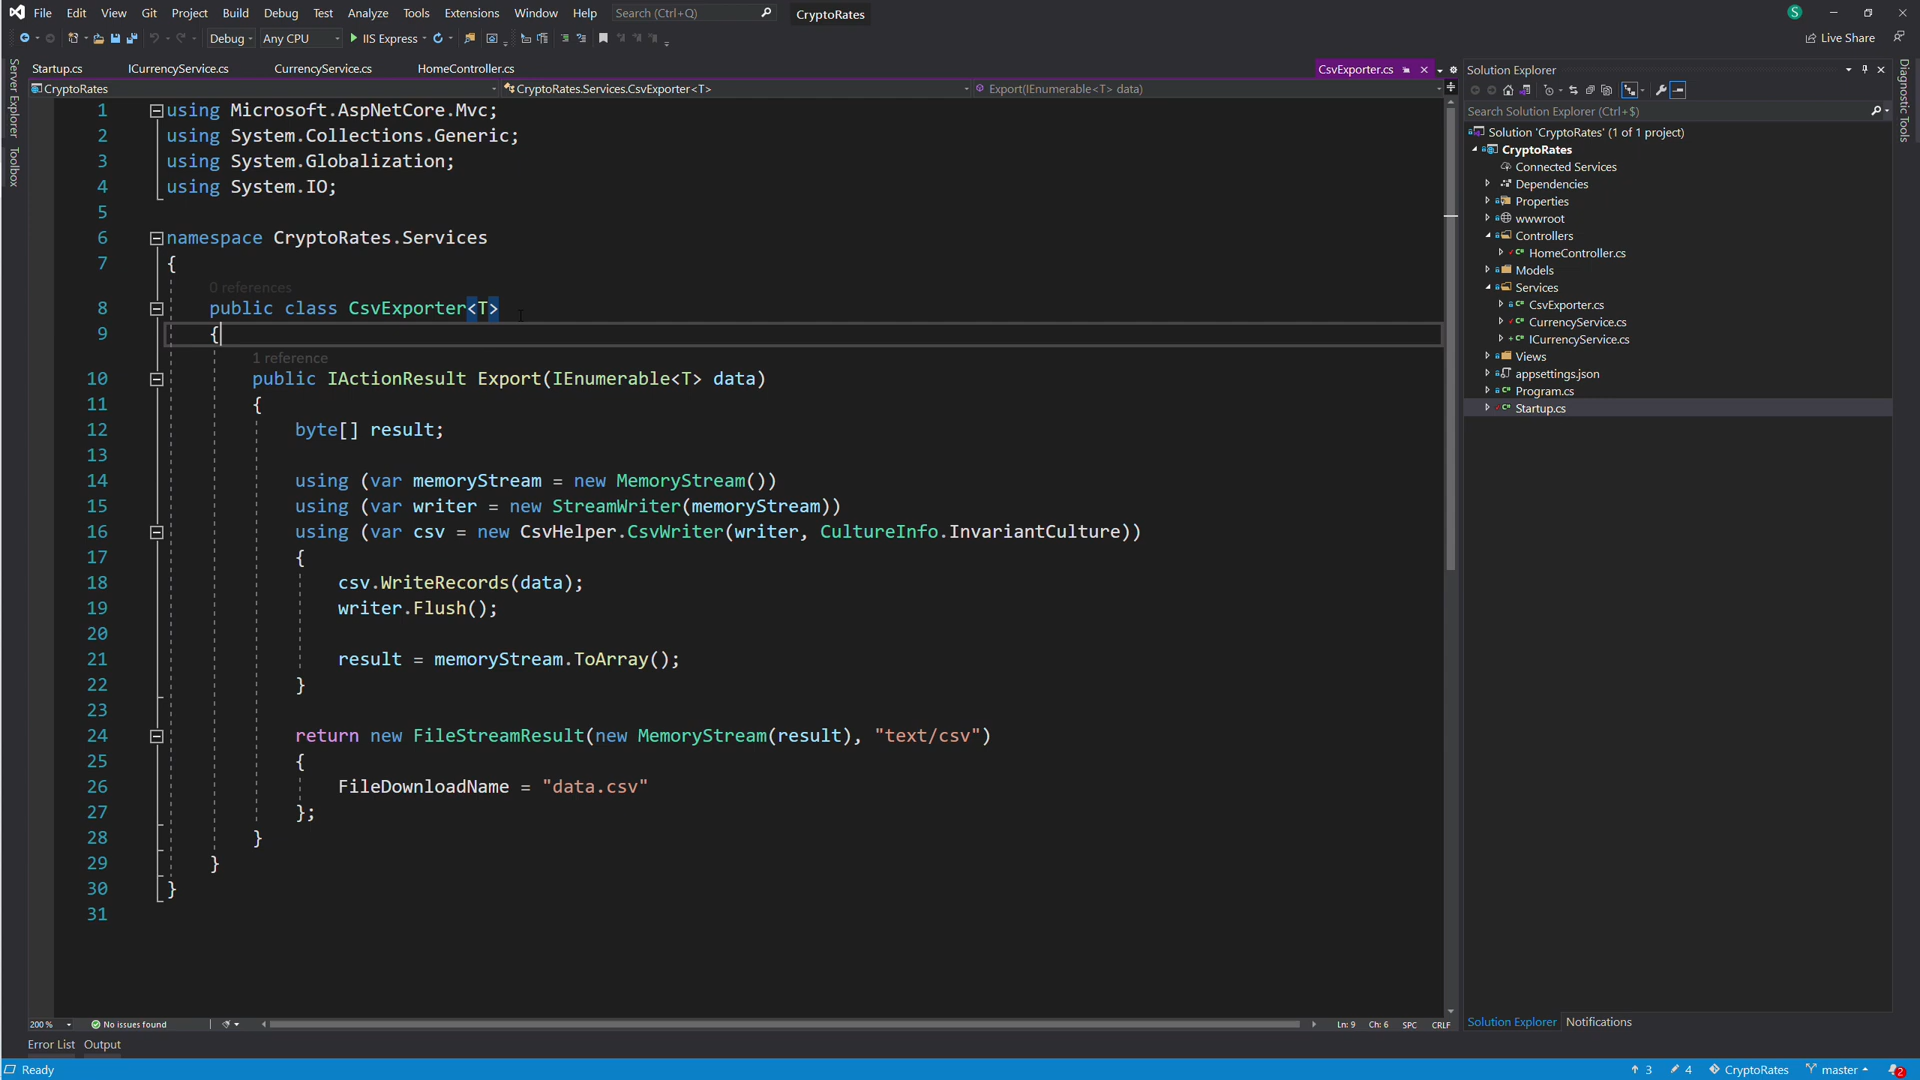 File Edit View Git Project Build Debug Test Analyze Tools Extensions Window Help Search (Ctrl+Q) CryptoRates S
Debug Any CPU IIS Express Live Share
Startup.cs ICurrencyService.cs CurrencyService.cs HomeController.cs CsvExporter.cs
CryptoRates CryptoRates.Services.CsvExporter<T> Export(IEnumerable<T> data)
Server Explorer
Toolbox
1 using Microsoft.AspNetCore.Mvc;
2 using System.Collections.Generic;
3 using System.Globalization;
4 using System.IO;
5
6 namespace CryptoRates.Services
7 {
0 references
8 public class CsvExporter<T>
9 {
1 reference
10 public IActionResult Export(IEnumerable<T> data)
11 {
12 byte[] result;
13
14 using (var memoryStream = new MemoryStream())
15 using (var writer = new StreamWriter(memoryStream))
16 using (var csv = new CsvHelper.CsvWriter(writer, CultureInfo.InvariantCulture))
17 {
18 csv.WriteRecords(data);
19 writer.Flush();
20
21 result = memoryStream.ToArray();
22 }
23
24 return new FileStreamResult(new MemoryStream(result), "text/csv")
25 {
26 FileDownloadName = "data.csv"
27 };
28 }
29 }
30 }
31
200 % No issues found Ln: 9 Ch: 6 SPC CRLF
Error List Output
Solution Explorer
Search Solution Explorer (Ctrl+$)
Solution 'CryptoRates' (1 of 1 project)
CryptoRates
Connected Services
Dependencies
Properties
wwwroot
Controllers
C# HomeController.cs
Models
Services
C# CsvExporter.cs
C# CurrencyService.cs
C# ICurrencyService.cs
Views
appsettings.json
C# Program.cs
C# Startup.cs
Solution Explorer Notifications
Diagnostic Tools
Ready 3 4 CryptoRates master 2